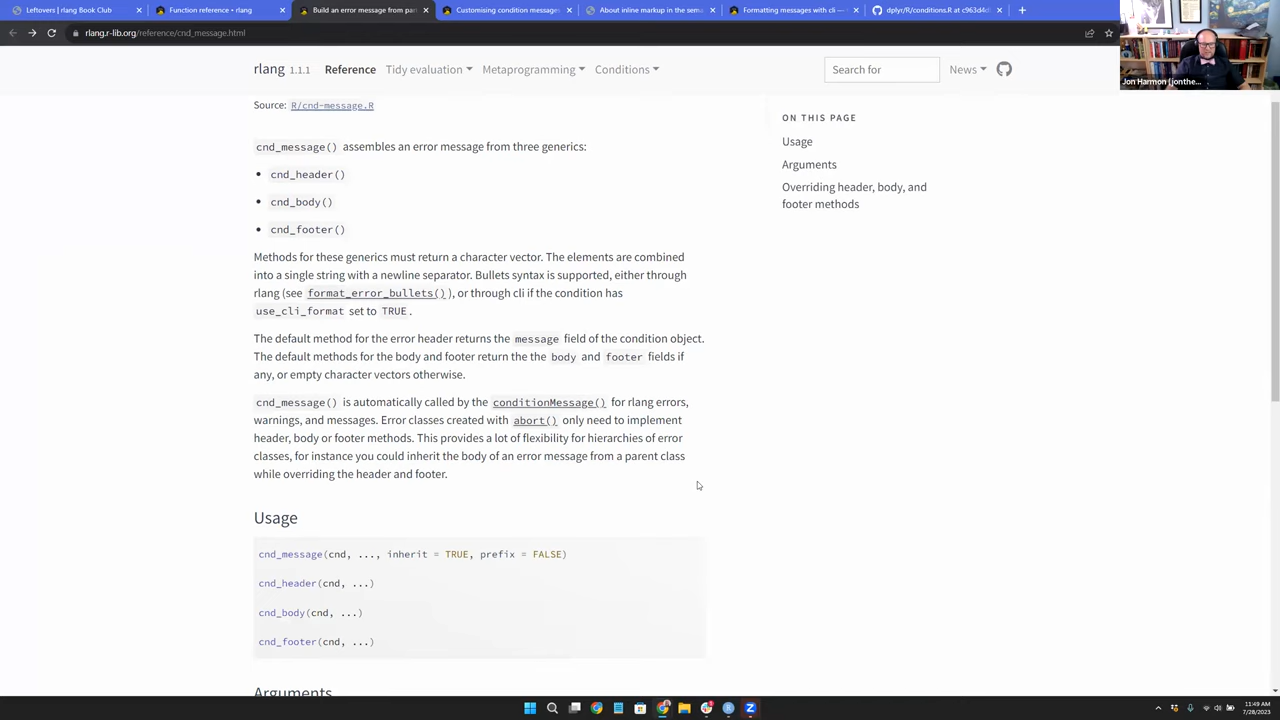 Leftovers | rlang Book Club
Function reference • rlang
Build an error message from par
Customising condition messages
About inline markup in the sema
Formatting messages with cli —
dplyr/R/conditions.R at c963d4d
rlang.r-lib.org/reference/cnd_message.html
Jon Harmon (jonthe...
rlang 1.1.1 Reference Tidy evaluation Metaprogramming Conditions Search for News
Source: R/cnd-message.R
cnd_message() assembles an error message from three generics:
• cnd_header()
• cnd_body()
• cnd_footer()
Methods for these generics must return a character vector. The elements are combined
into a single string with a newline separator. Bullets syntax is supported, either through
rlang (see format_error_bullets()), or through cli if the condition has
use_cli_format set to TRUE.
The default method for the error header returns the message field of the condition object.
The default methods for the body and footer return the the body and footer fields if
any, or empty character vectors otherwise.
cnd_message() is automatically called by the conditionMessage() for rlang errors,
warnings, and messages. Error classes created with abort() only need to implement
header, body or footer methods. This provides a lot of flexibility for hierarchies of error
classes, for instance you could inherit the body of an error message from a parent class
while overriding the header and footer.
Usage
cnd_message(cnd, ..., inherit = TRUE, prefix = FALSE)
cnd_header(cnd, ...)
cnd_body(cnd, ...)
cnd_footer(cnd, ...)
Arguments
ON THIS PAGE
Usage
Arguments
Overriding header, body, and
footer methods
11:49 AM
7/28/2023